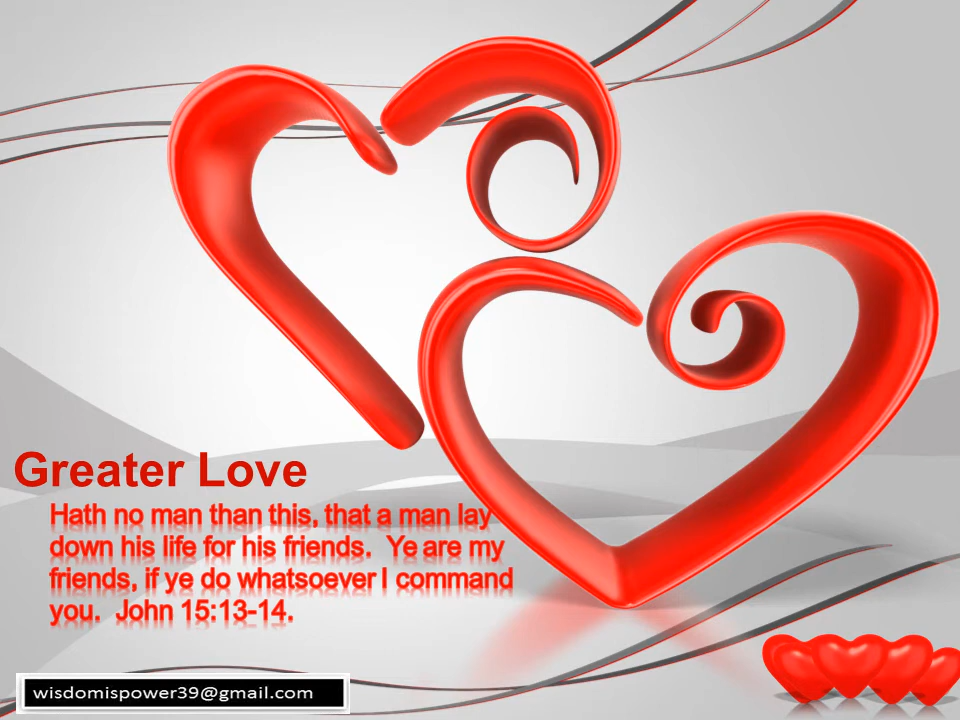 Greater Love
Hath no man than this, that a man lay
down his life for his friends.  Ye are my
friends, if ye do whatsoever I command
you.  John 15:13-14.
wisdomispower39@gmail.com